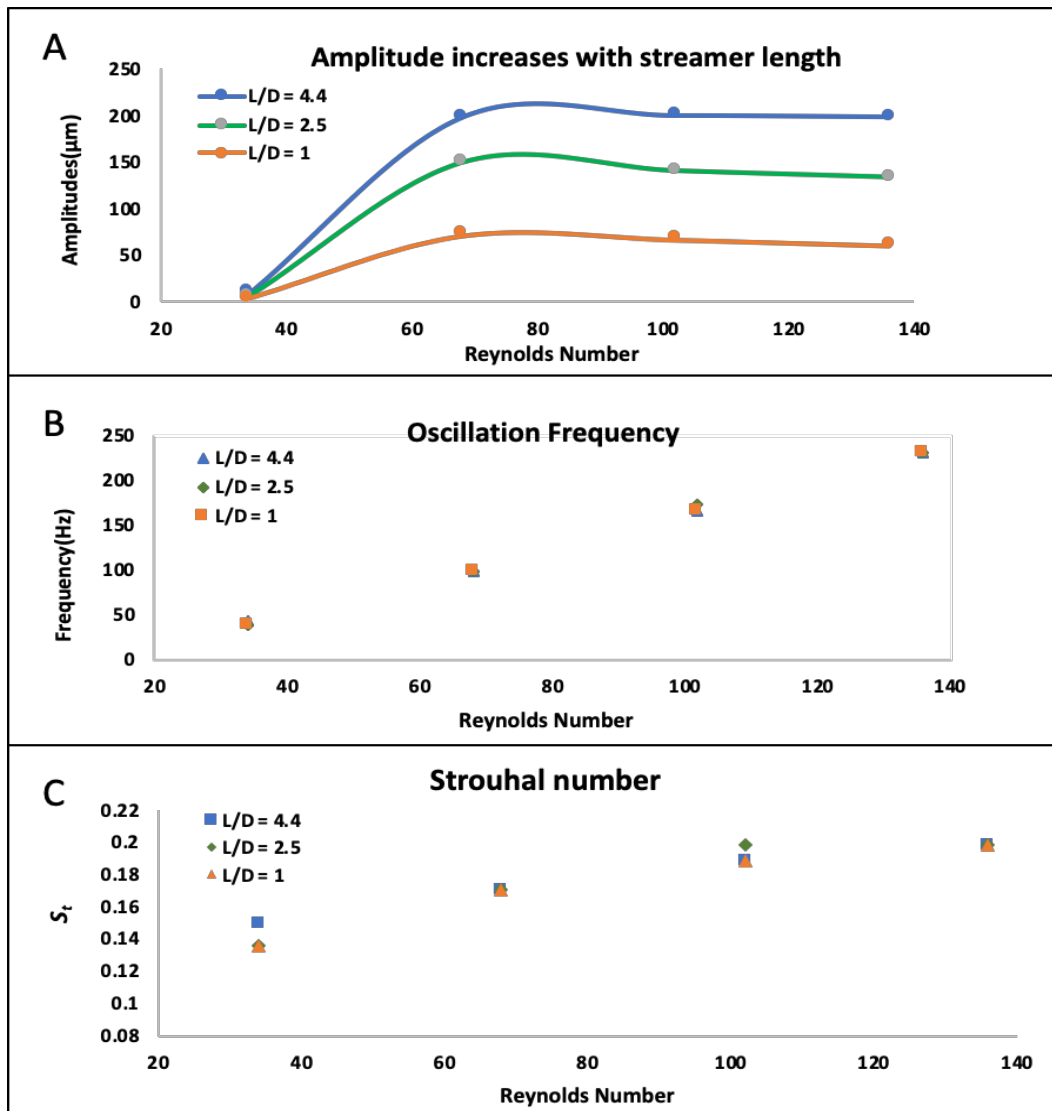 A
Amplitude increases with streamer length
250
200
150
100
50
0
Amplitudes(µm)
L/D = 4.4
L/D = 2.5
L/D = 1
20 40 60 80 100 120 140
Reynolds Number
B
Oscillation Frequency
250
200
150
100
50
0
Frequency(Hz)
L/D = 4.4
L/D = 2.5
L/D = 1
20 40 60 80 100 120 140
Reynolds Number
C
Strouhal number
0.22
0.2
0.18
0.16
0.14
0.12
0.1
0.08
St
L/D = 4.4
L/D = 2.5
L/D = 1
20 40 60 80 100 120 140
Reynolds Number